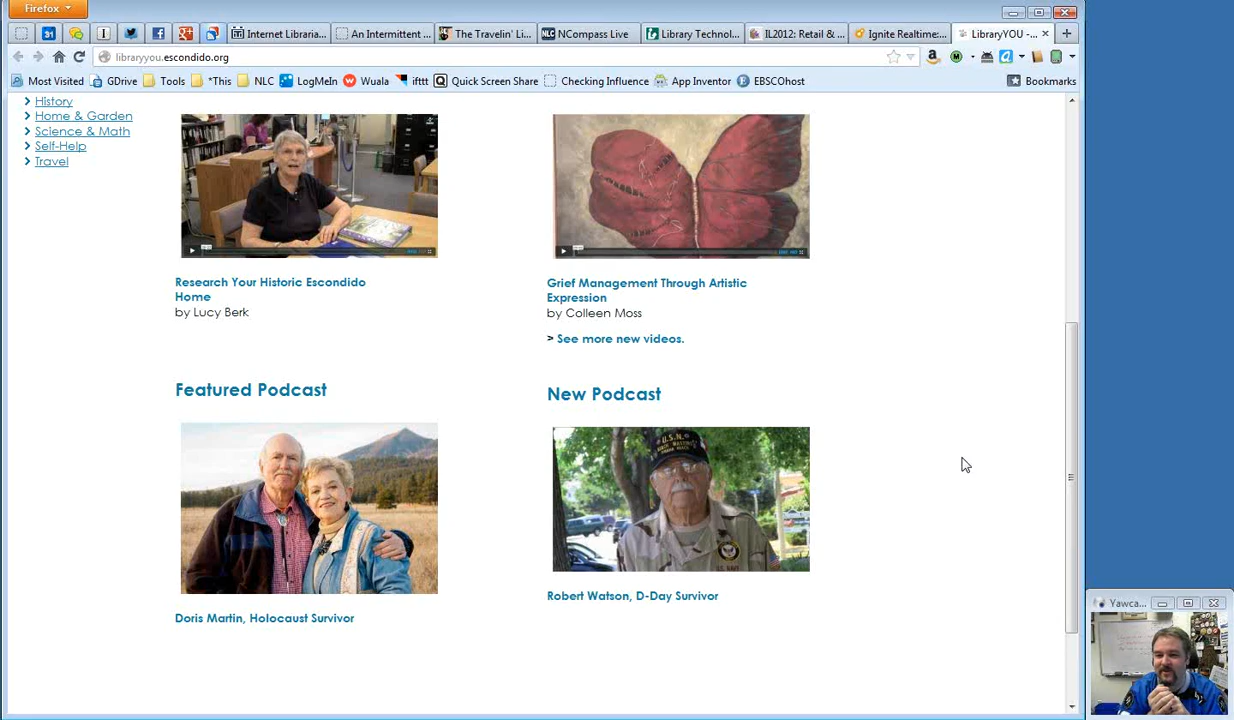 Firefox
31
Internet Libraria...
An Intermittent ...
The Travelin' Li...
NLC NCompass Live
Library Technol...
IL2012: Retail & ...
Ignite Realtime:...
LibraryYOU -...
libraryyou.escondido.org
Most Visited GDrive Tools *This NLC LogMeIn Wuala ifttt Quick Screen Share Checking Influence App Inventor EBSCOhost Bookmarks
History
Home & Garden
Science & Math
Self-Help
Travel
Research Your Historic Escondido
Home
by Lucy Berk
Grief Management Through Artistic
Expression
by Colleen Moss
> See more new videos.
Featured Podcast
New Podcast
U.S.N.
U.S. NAVY
Doris Martin, Holocaust Survivor
Robert Watson, D-Day Survivor
Yawca...